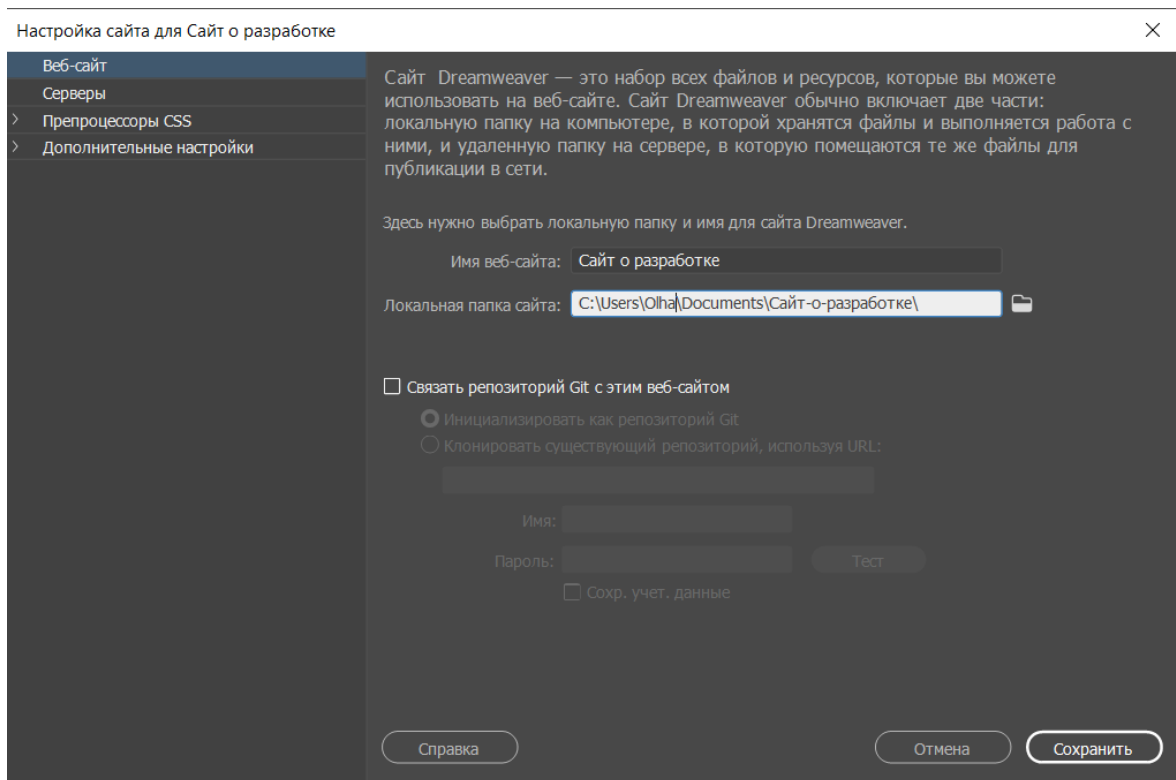 Настройка сайта для Сайт о разработке
Веб-сайт
Серверы
Препроцессоры CSS
Дополнительные настройки
Сайт Dreamweaver — это набор всех файлов и ресурсов, которые вы можете
использовать на веб-сайте. Сайт Dreamweaver обычно включает две части:
локальную папку на компьютере, в которой хранятся файлы и выполняется работа с
ними, и удаленную папку на сервере, в которую помещаются те же файлы для
публикации в сети.
Здесь нужно выбрать локальную папку и имя для сайта Dreamweaver.
Имя веб-сайта: Сайт о разработке
Локальная папка сайта: C:\Users\Olha\Documents\Сайт-о-разработке\
Связать репозиторий Git с этим веб-сайтом
Инициализировать как репозиторий Git
Клонировать существующий репозиторий, используя URL:
Имя:
Пароль: Тест
Сохр. учет. данные
Справка Отмена Сохранить